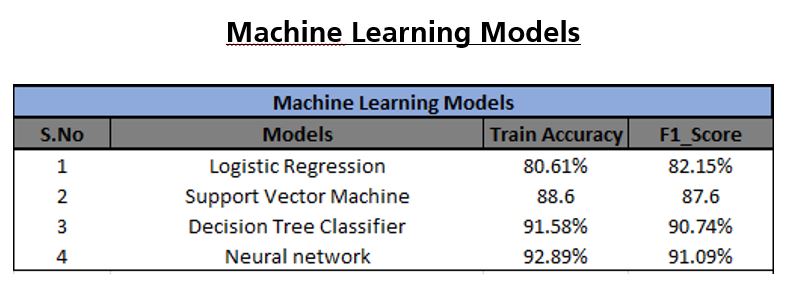 Machine Learning Models
Machine Learning Models
S.No Models Train Accuracy F1_Score
1 Logistic Regression 80.61% 82.15%
2 Support Vector Machine 88.6 87.6
3 Decision Tree Classifier 91.58% 90.74%
4 Neural network 92.89% 91.09%